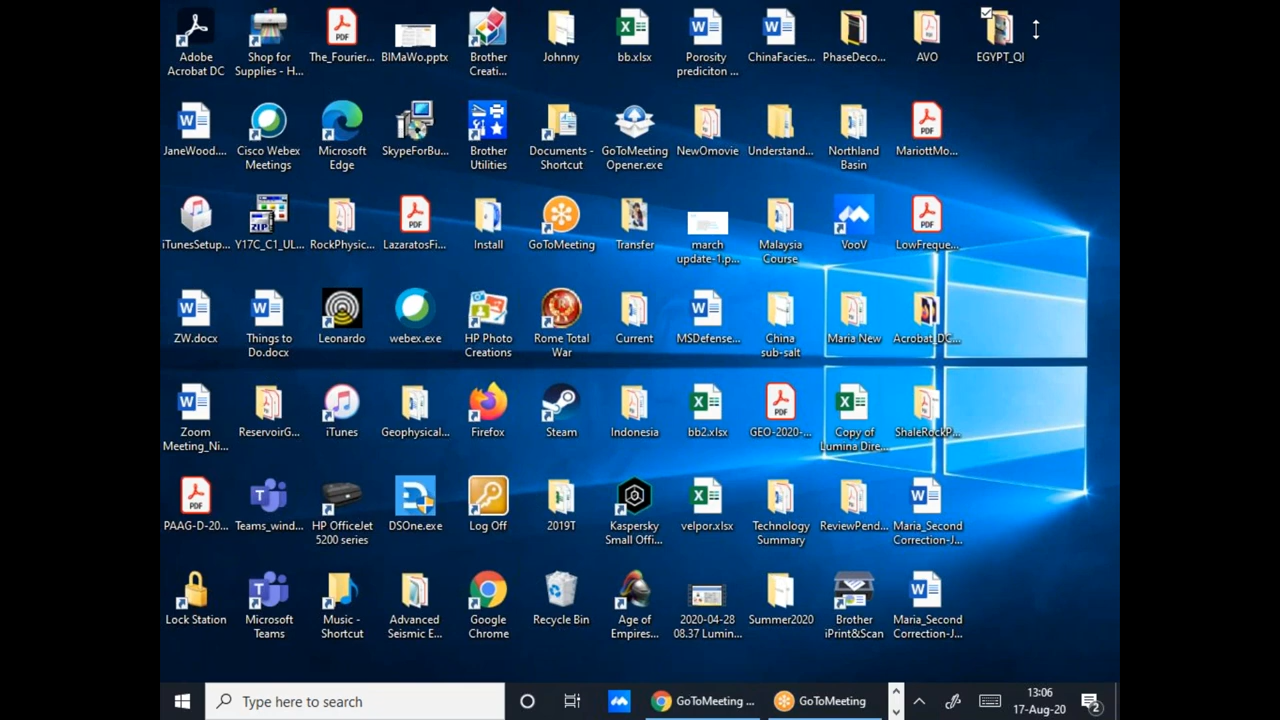 Adobe
Acrobat DC
Shop for
Supplies - H...
The_Fourier...
BIMaWo.pptx
Brother
Creati...
Johnny
bb.xlsx
Porosity
prediciton ...
ChinaFacies...
PhaseDeco...
AVO
EGYPT_QI
JaneWood....
Cisco Webex
Meetings
Microsoft
Edge
SkypeForBu...
Brother
Utilities
Documents -
Shortcut
GoToMeeting
Opener.exe
NewOmovie
Understand...
Northland
Basin
MariottMo...
iTunesSetup...
Y17C_C1_UL...
RockPhysic...
LazaratosFi...
Install
GoToMeeting
Transfer
march
update-1.p...
Malaysia
Course
VooV
LowFreque...
ZW.docx
Things to
Do.docx
Leonardo
webex.exe
HP Photo
Creations
Rome Total
War
Current
MSDefense...
China
sub-salt
Maria New
Acrobat_DC...
Zoom
Meeting_Ni...
ReservoirG...
iTunes
Geophysical...
Firefox
Steam
Indonesia
bb2.xlsx
GEO-2020-...
Copy of
Lumina Dire...
ShaleRockP...
PAAG-D-20...
Teams_wind...
HP OfficeJet
5200 series
DSOne.exe
Log Off
2019T
Kaspersky
Small Offi...
velpor.xlsx
Technology
Summary
ReviewPend...
Maria_Second
Correction-J...
Lock Station
Microsoft
Teams
Music -
Shortcut
Advanced
Seismic E...
Google
Chrome
Recycle Bin
Age of
Empires...
2020-04-28
08.37 Lumin...
Summer2020
Brother
iPrint&Scan
Maria_Second
Correction-J...
Type here to search
GoToMeeting ...
GoToMeeting
13:06
17-Aug-20
2